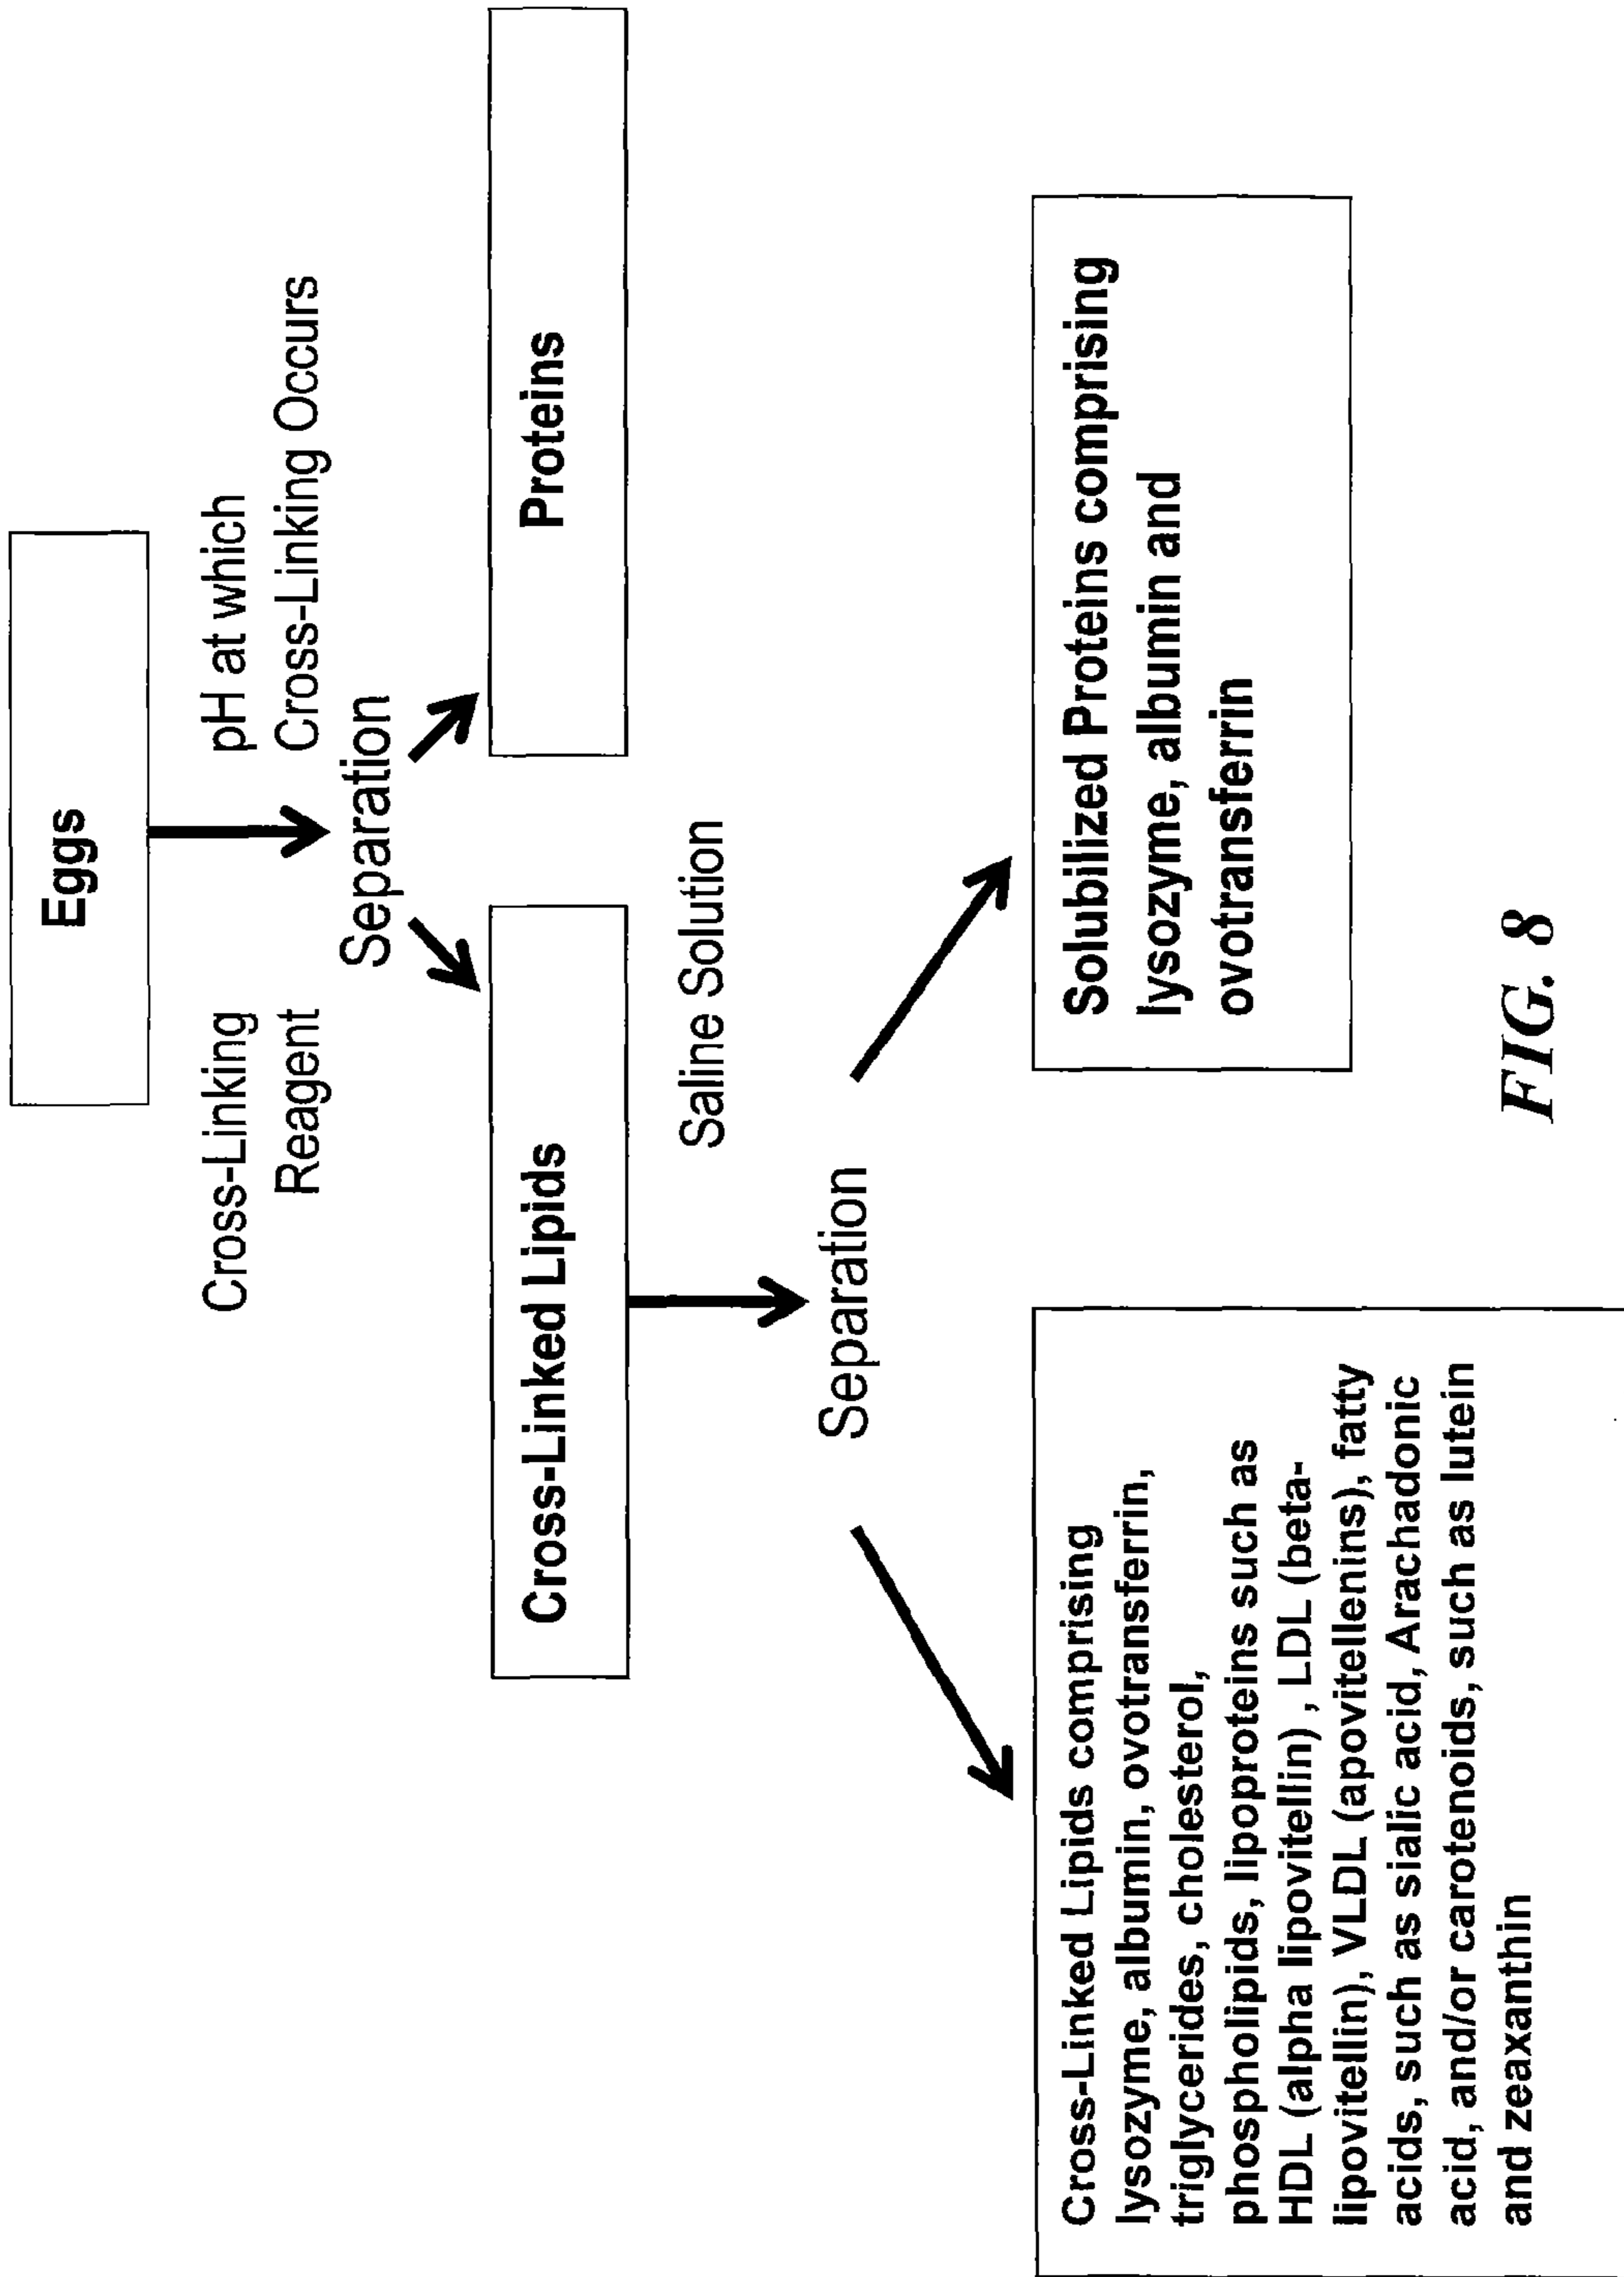 Eggs
Cross-Linking
Reagent
pH at which
Cross-Linking Occurs
Separation
Cross-Linked Lipids
Proteins
Saline Solution
Separation
Cross-Linked Lipids comprising
lysozyme, albumin, ovotransferrin,
triglycerides, cholesterol,
phospholipids, lipoproteins such as
HDL (alpha lipovitellin) , LDL (beta-
lipovitellin), VLDL (apovitellenins), fatty
acids, such as sialic acid, Arachadonic
acid, and/or carotenoids, such as lutein
and zeaxanthin
Solubilized Proteins comprising
lysozyme, albumin and
ovotransferrin
FIG. 8